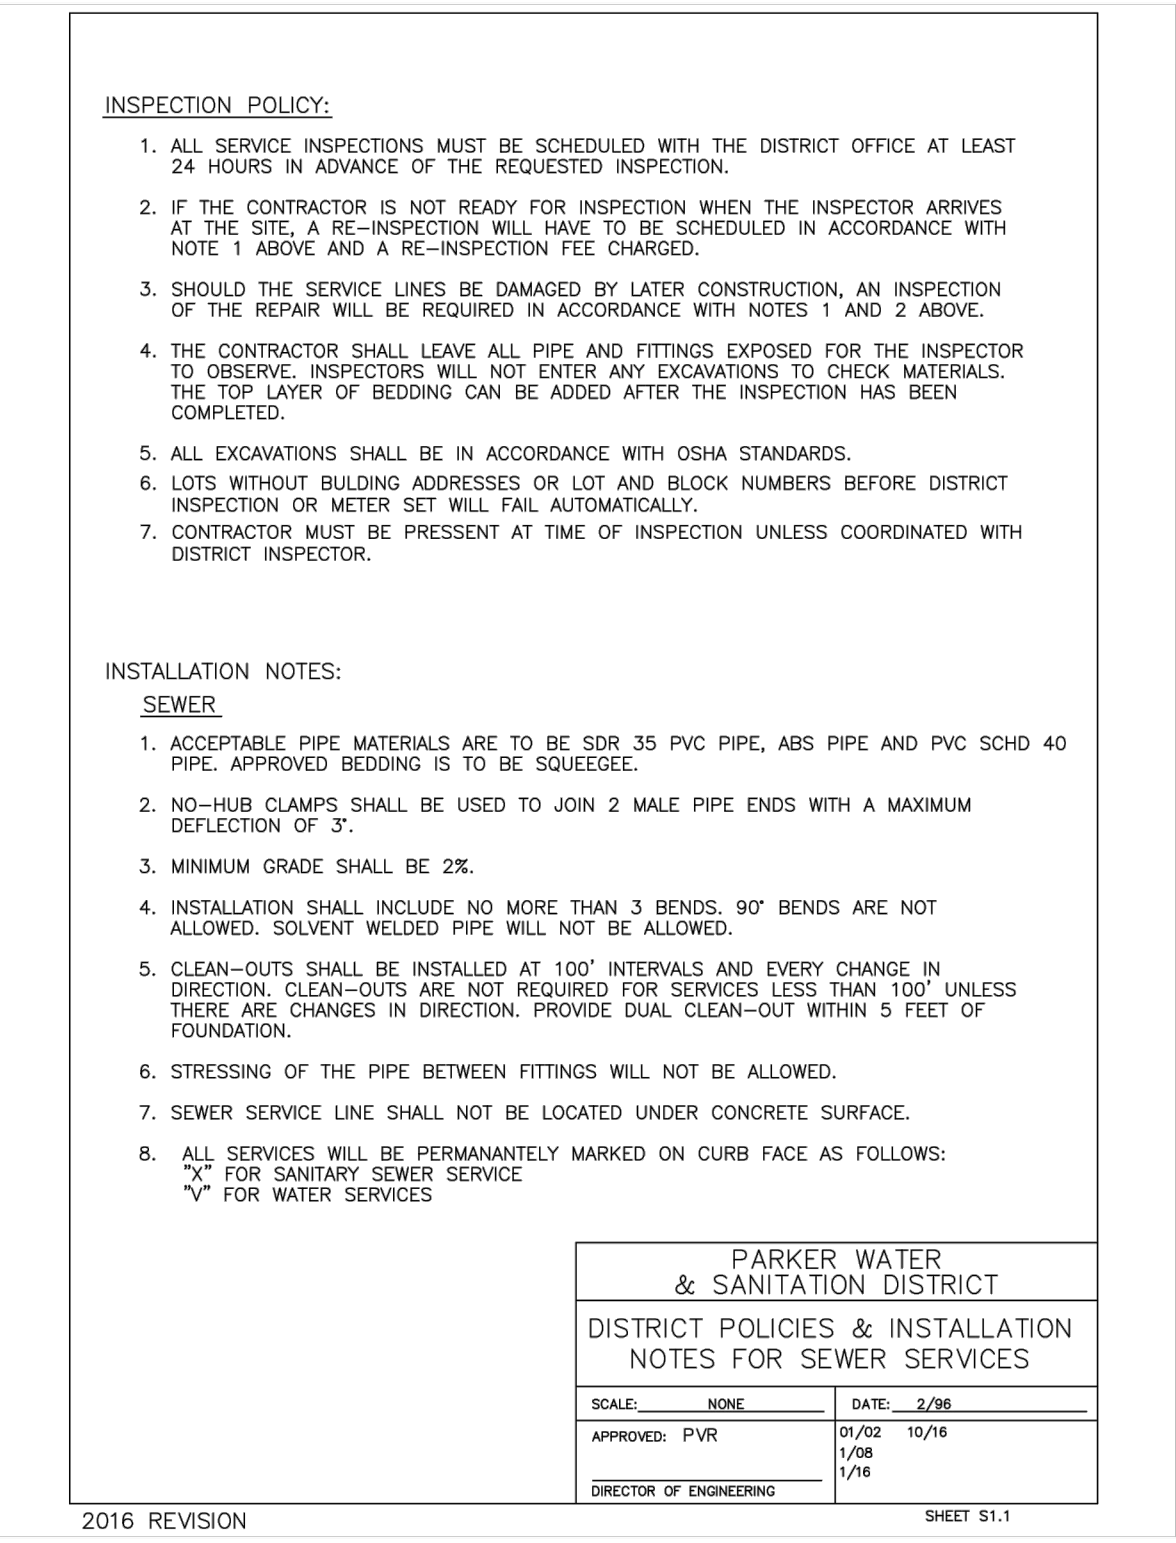 INSPECTION POLICY:
1. ALL SERVICE INSPECTIONS MUST BE SCHEDULED WITH THE DISTRICT OFFICE AT LEAST
24 HOURS IN ADVANCE OF THE REQUESTED INSPECTION.
2. IF THE CONTRACTOR IS NOT READY FOR INSPECTION WHEN THE INSPECTOR ARRIVES
AT THE SITE, A RE-INSPECTION WILL HAVE TO BE SCHEDULED IN ACCORDANCE WITH
NOTE 1 ABOVE AND A RE-INSPECTION FEE CHARGED.
3. SHOULD THE SERVICE LINES BE DAMAGED BY LATER CONSTRUCTION, AN INSPECTION
OF THE REPAIR WILL BE REQUIRED IN ACCORDANCE WITH NOTES 1 AND 2 ABOVE.
4. THE CONTRACTOR SHALL LEAVE ALL PIPE AND FITTINGS EXPOSED FOR THE INSPECTOR
TO OBSERVE. INSPECTORS WILL NOT ENTER ANY EXCAVATIONS TO CHECK MATERIALS.
THE TOP LAYER OF BEDDING CAN BE ADDED AFTER THE INSPECTION HAS BEEN
COMPLETED.
5. ALL EXCAVATIONS SHALL BE IN ACCORDANCE WITH OSHA STANDARDS.
6. LOTS WITHOUT BULDING ADDRESSES OR LOT AND BLOCK NUMBERS BEFORE DISTRICT
INSPECTION OR METER SET WILL FAIL AUTOMATICALLY.
7. CONTRACTOR MUST BE PRESSENT AT TIME OF INSPECTION UNLESS COORDINATED WITH
DISTRICT INSPECTOR.
INSTALLATION NOTES:
SEWER
1. ACCEPTABLE PIPE MATERIALS ARE TO BE SDR 35 PVC PIPE, ABS PIPE AND PVC SCHD 40
PIPE. APPROVED BEDDING IS TO BE SQUEEGEE.
2. NO-HUB CLAMPS SHALL BE USED TO JOIN 2 MALE PIPE ENDS WITH A MAXIMUM
DEFLECTION OF 3°.
3. MINIMUM GRADE SHALL BE 2%.
4. INSTALLATION SHALL INCLUDE NO MORE THAN 3 BENDS. 90° BENDS ARE NOT
ALLOWED. SOLVENT WELDED PIPE WILL NOT BE ALLOWED.
5. CLEAN-OUTS SHALL BE INSTALLED AT 100' INTERVALS AND EVERY CHANGE IN
DIRECTION. CLEAN-OUTS ARE NOT REQUIRED FOR SERVICES LESS THAN 100' UNLESS
THERE ARE CHANGES IN DIRECTION. PROVIDE DUAL CLEAN-OUT WITHIN 5 FEET OF
FOUNDATION.
6. STRESSING OF THE PIPE BETWEEN FITTINGS WILL NOT BE ALLOWED.
7. SEWER SERVICE LINE SHALL NOT BE LOCATED UNDER CONCRETE SURFACE.
8. ALL SERVICES WILL BE PERMANANTELY MARKED ON CURB FACE AS FOLLOWS:
"X" FOR SANITARY SEWER SERVICE
"V" FOR WATER SERVICES
PARKER WATER
& SANITATION DISTRICT
DISTRICT POLICIES & INSTALLATION
NOTES FOR SEWER SERVICES
SCALE: NONE
DATE: 2/96
APPROVED: PVR
01/02 10/16
1/08
1/16
DIRECTOR OF ENGINEERING
2016 REVISION
SHEET S1.1